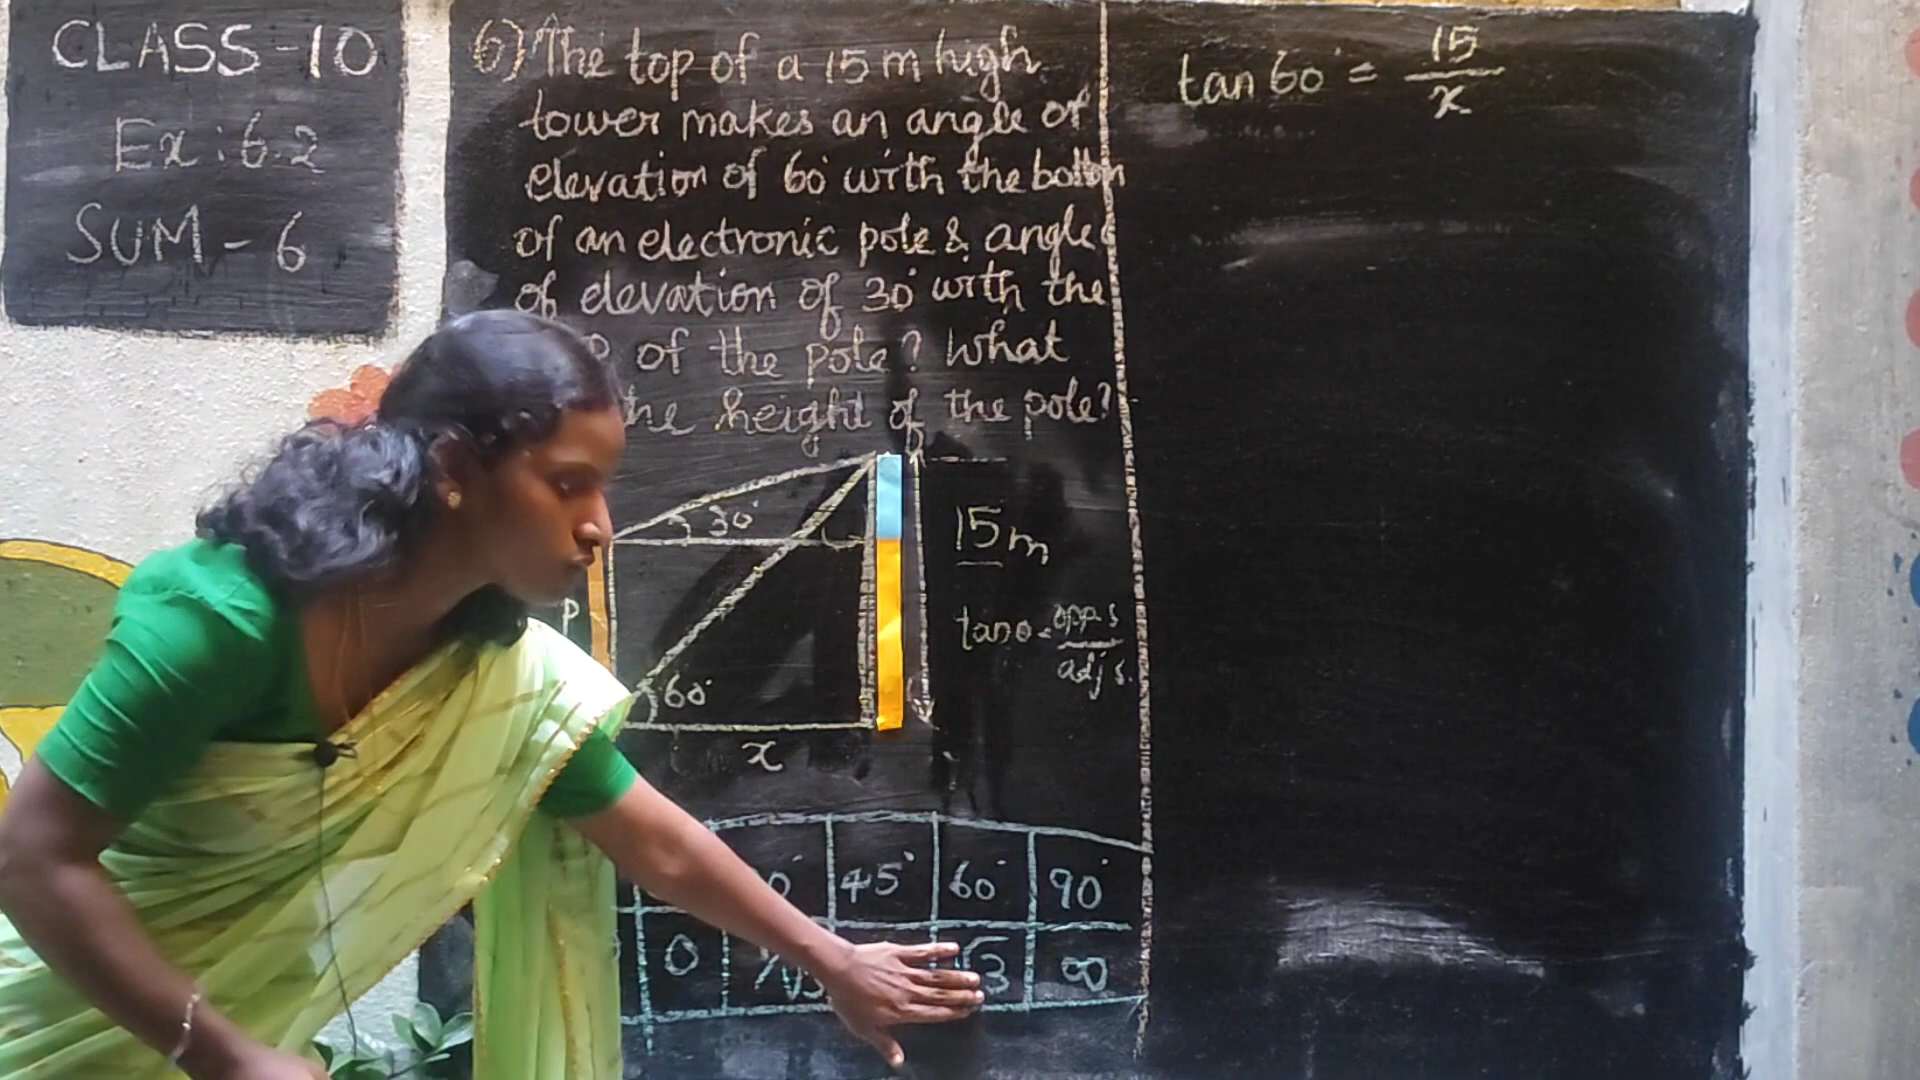 CLASS-10
Ex: 6.2
SUM-6
6) The top of a 15 m high
tower makes an angle of
elevation of 60° with the bottom
of an electronic pole & angle
of elevation of 30° with the
of the pole? What
the height of the pole?
30°
15m
P
tanθ = opp.s
adj s.
60°
x
45° 60° 90°
0 √3 ∞
tan 60° = 15
x